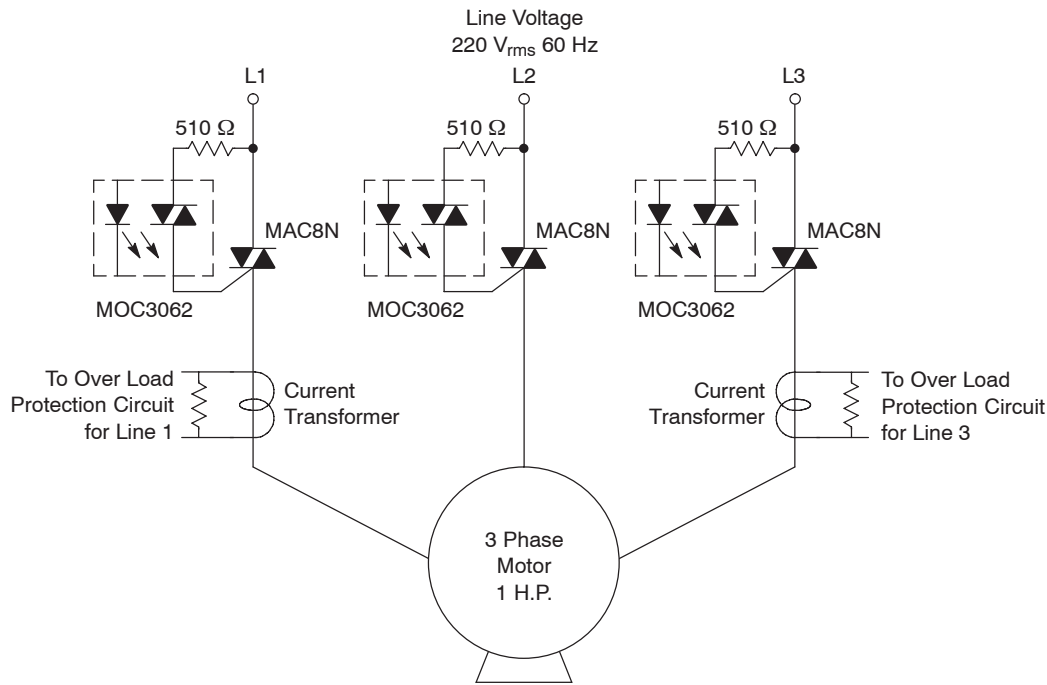 Line Voltage
220 Vrms 60 Hz
L1
L2
L3
510 Ω
510 Ω
510 Ω
MAC8N
MAC8N
MAC8N
MOC3062
MOC3062
MOC3062
To Over Load
Protection Circuit
for Line 1
Current
Transformer
Current
Transformer
To Over Load
Protection Circuit
for Line 3
3 Phase
Motor
1 H.P.